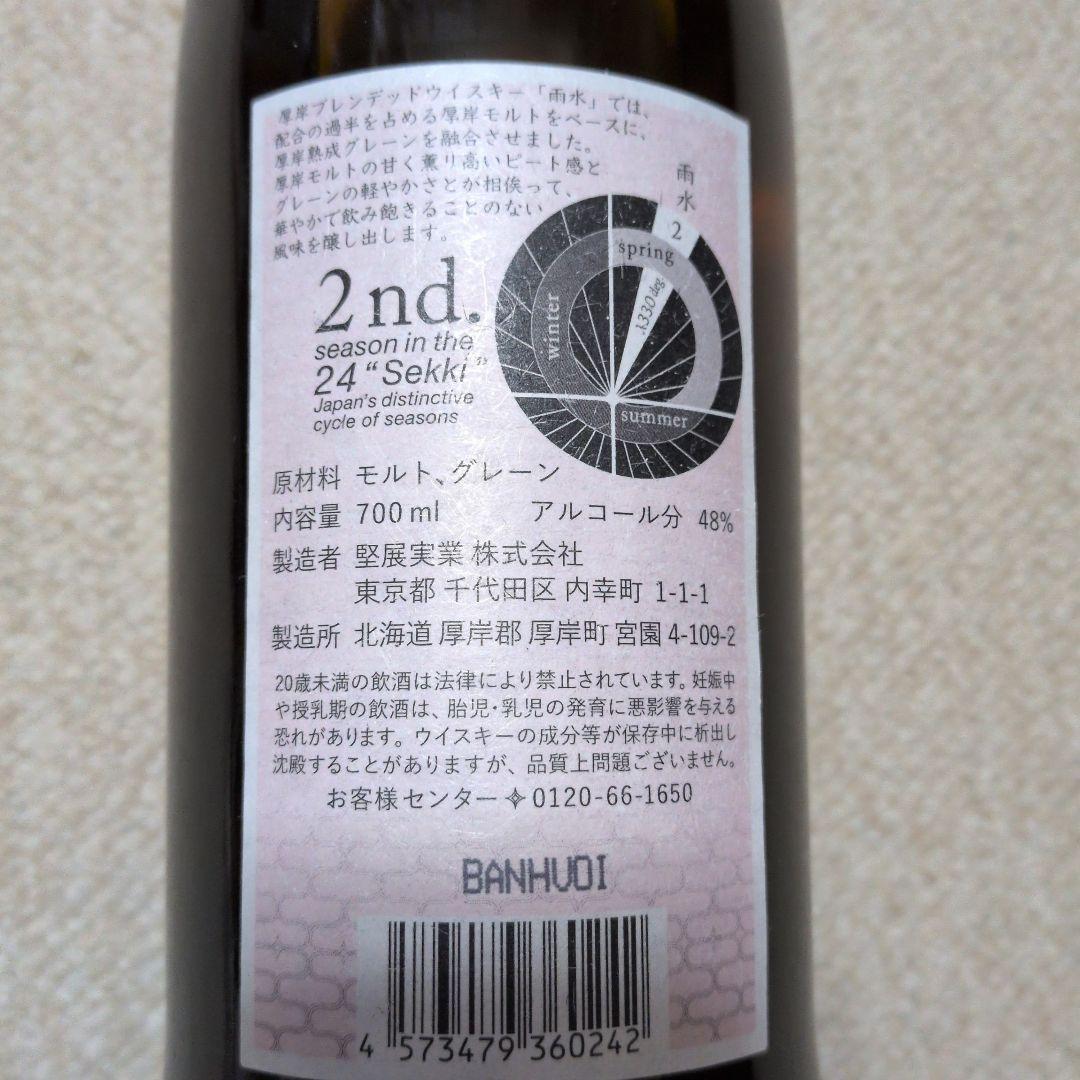 厚岸ブレンデッドウイスキー「雨水」では、
配合の過半を占める厚岸モルトをベースに、
厚岸熟成グレーンを融合させました。
厚岸モルトの甘く薫り高いピート感と
グレーンの軽やかさとが相俟って、
華やかで飲み飽きることのない
風味を醸し出します。
雨水
2
spring
winter
summer
λ330 deg
2nd.
season in the
24 “Sekki”
Japan's distinctive
cycle of seasons
原材料 モルト、グレーン
内容量 700 ml アルコール分 48%
製造者 堅展実業 株式会社
東京都 千代田区 内幸町 1-1-1
製造所 北海道 厚岸郡 厚岸町 宮園 4-109-2
20歳未満の飲酒は法律により禁止されています。妊娠中
や授乳期の飲酒は、胎児・乳児の発育に悪影響を与える
恐れがあります。ウイスキーの成分等が保存中に析出し
沈殿することがありますが、品質上問題ございません。
お客様センター✧0120-66-1650
BANHUOI
4 573479 360242